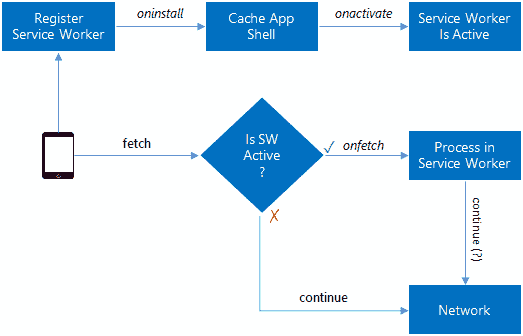 Register
Service Worker
oninstall
Cache App
Shell
onactivate
Service Worker
Is Active
fetch
Is SW
Active
?
✓
onfetch
Process in
Service Worker
continue (?)
X
continue
Network